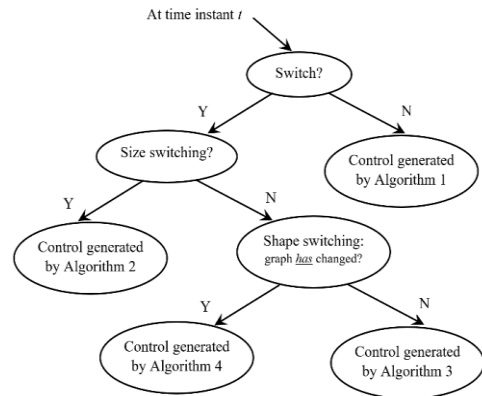 At time instant t
Switch?
Y
N
Size switching?
Control generated
by Algorithm 1
Y
N
Control generated
by Algorithm 2
Shape switching:
graph has changed?
Y
N
Control generated
by Algorithm 4
Control generated
by Algorithm 3